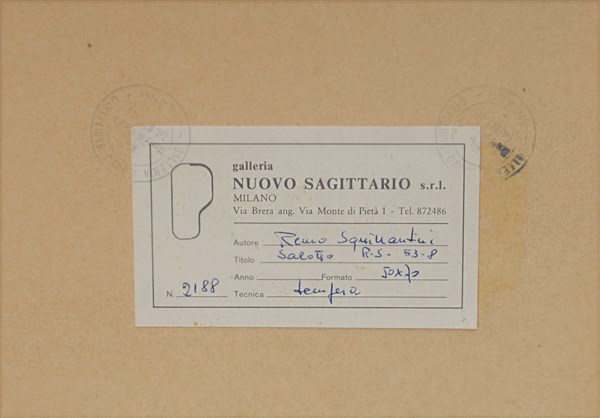 galleria
NUOVO SAGITTARIO s.r.l.
MILANO
Via Brera ang. Via Monte di Pietà 1 - Tel. 872486
Autore Remo Squillantini
Titolo Salotto R.S- 53-8
Anno Formato 50x70
N. 2188 Tecnica tempera